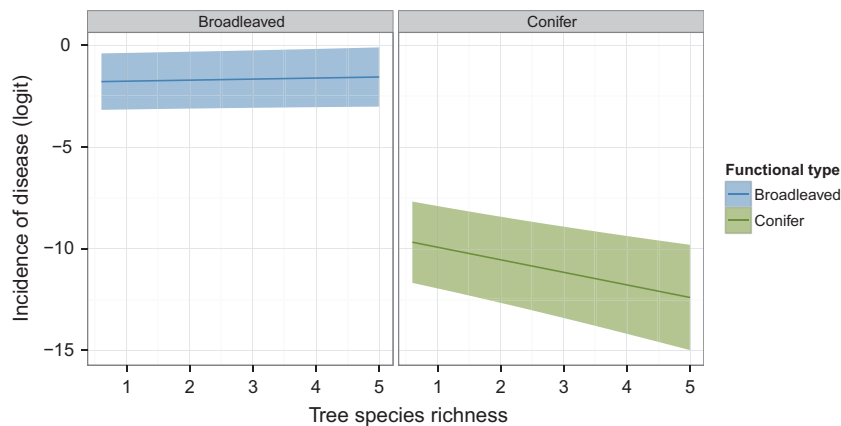 Broadleaved Conifer
Incidence of disease (logit)
0
−5
−10
−15
1 2 3 4 5 1 2 3 4 5
Tree species richness
Functional type
Broadleaved
Conifer